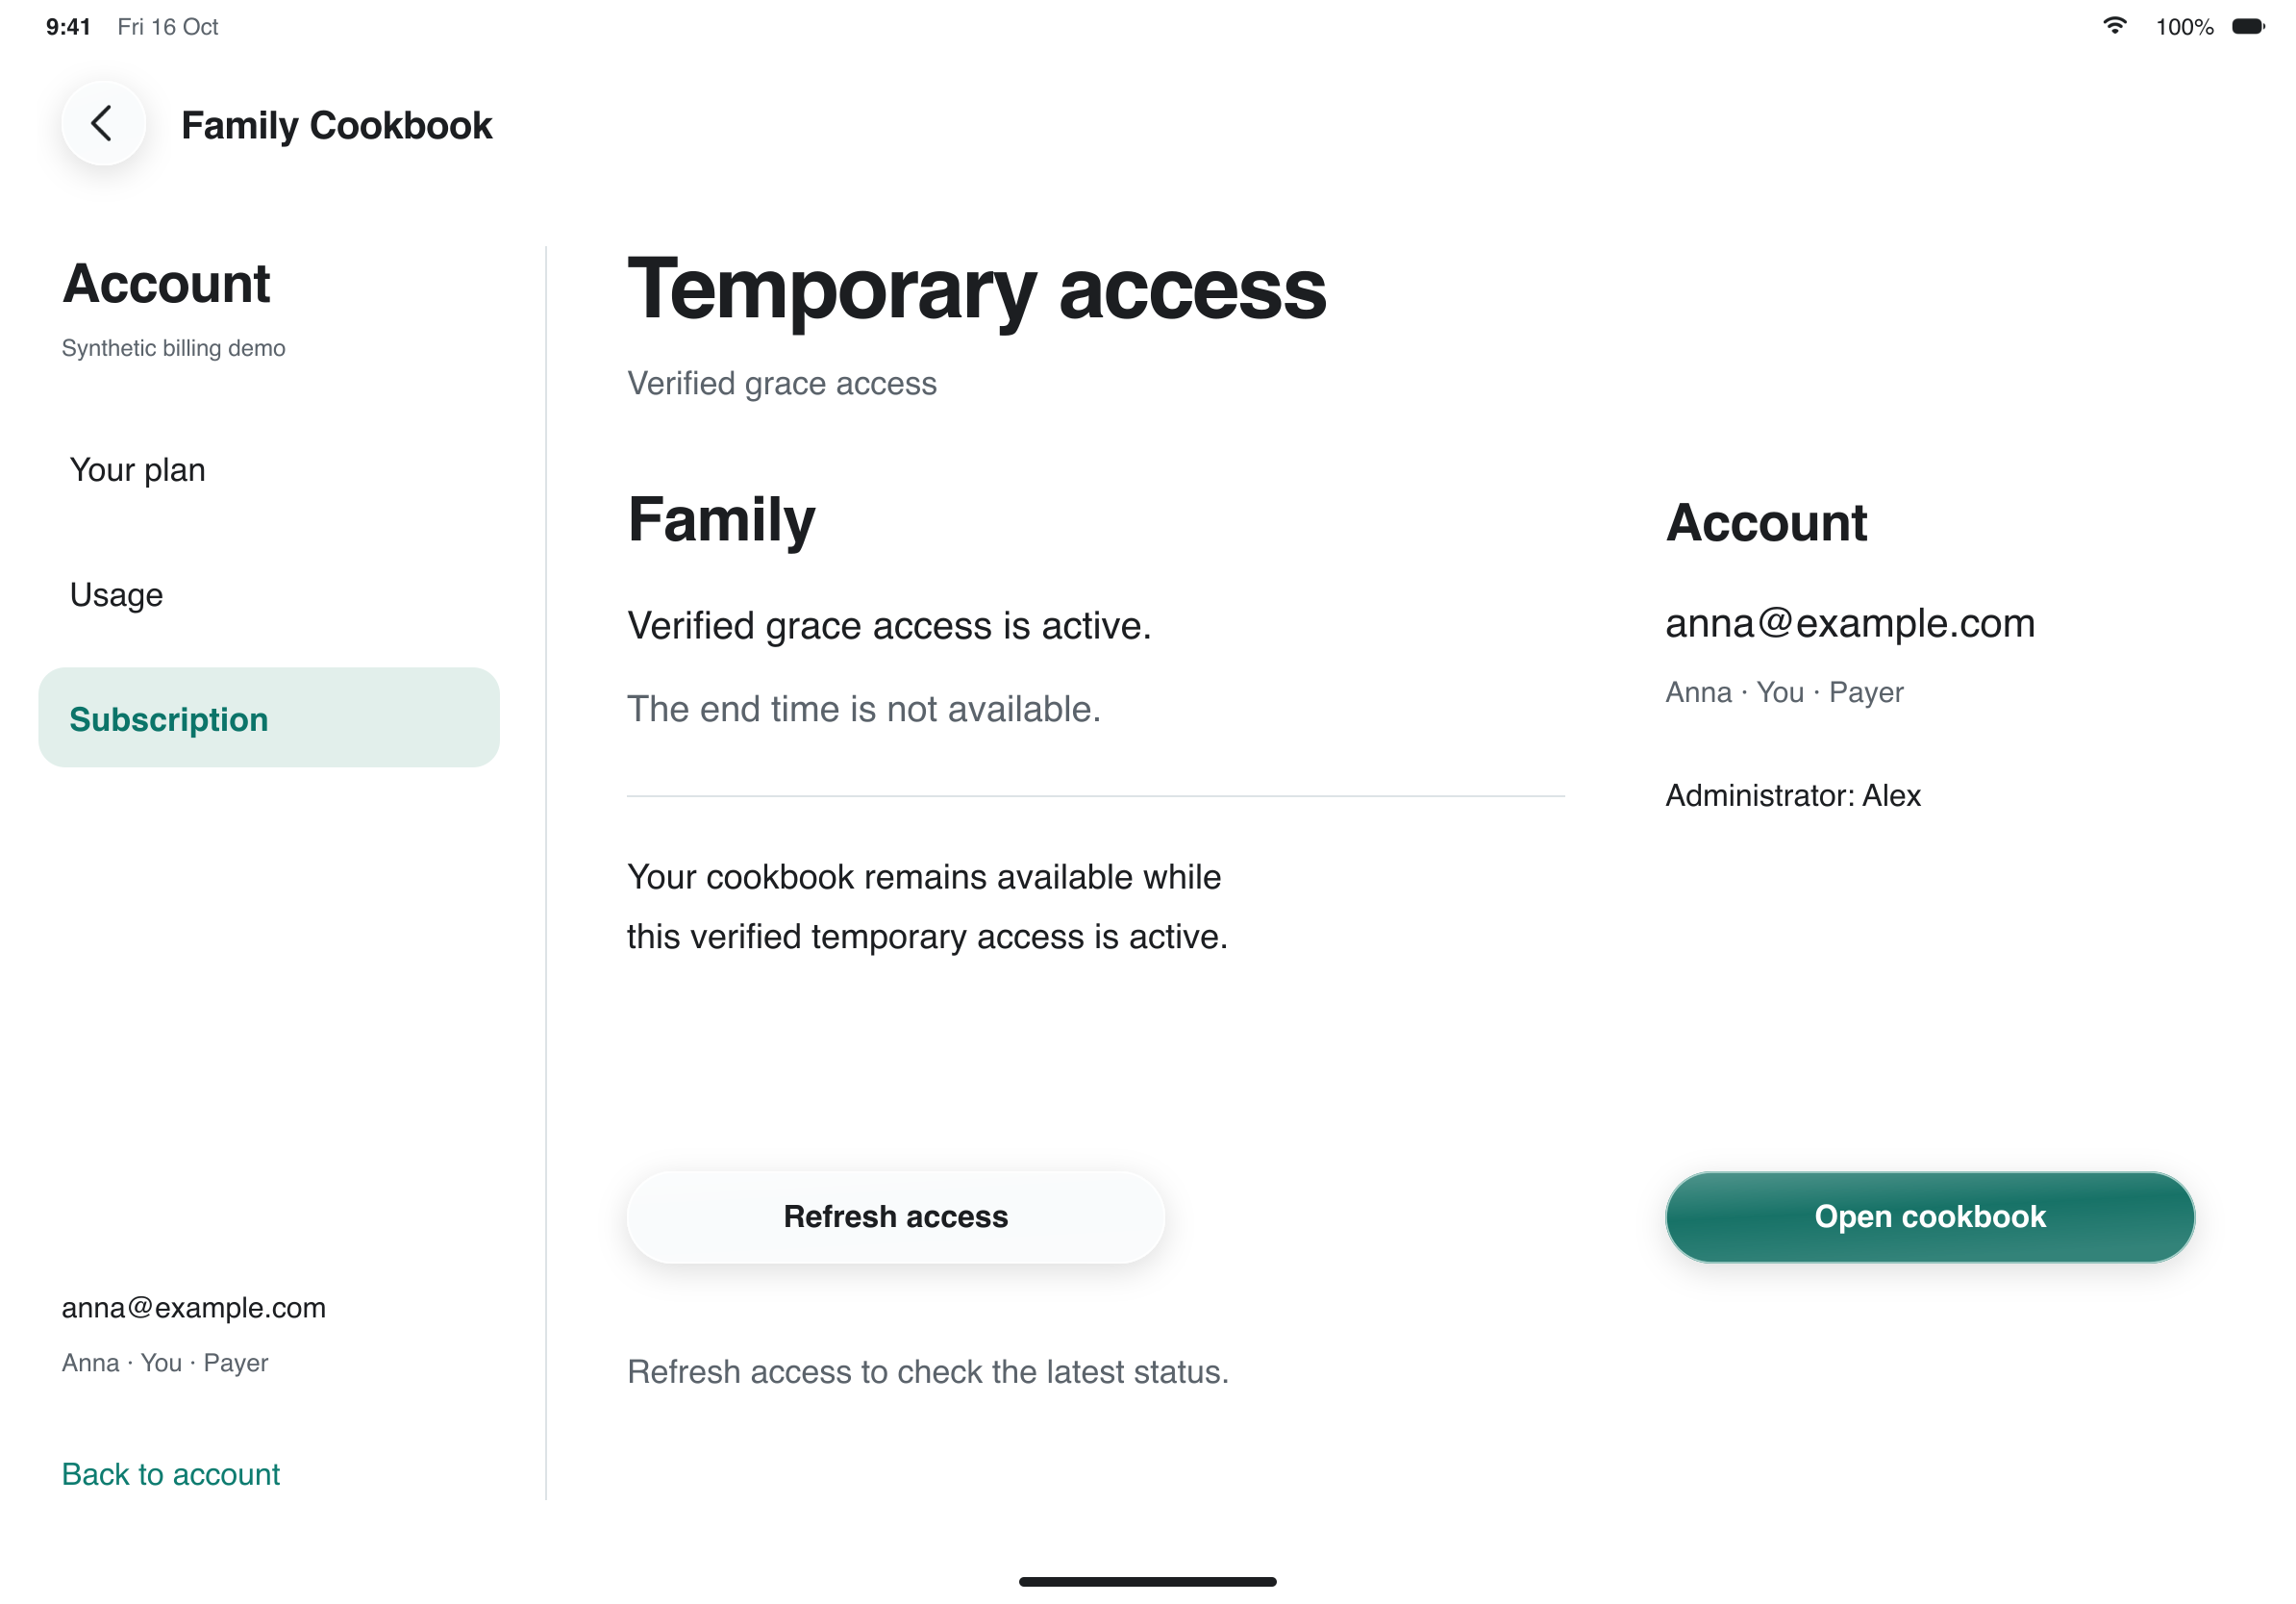 9:41 Fri 16 Oct
100%
Family Cookbook
Account
Synthetic billing demo
Your plan
Usage
Subscription
anna@example.com
Anna · You · Payer
Back to account
Temporary access
Verified grace access
Family
Verified grace access is active.
The end time is not available.
Your cookbook remains available while
this verified temporary access is active.
Refresh access
Refresh access to check the latest status.
Account
anna@example.com
Anna · You · Payer
Administrator: Alex
Open cookbook